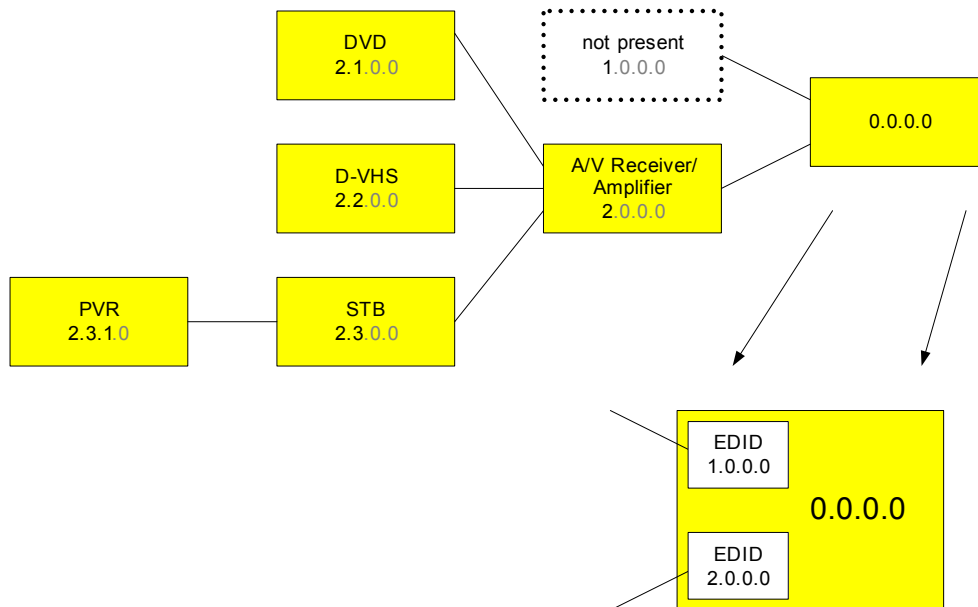 DVD
2.1.0.0
not present
1.0.0.0
0.0.0.0
D-VHS
2.2.0.0
A/V Receiver/
Amplifier
2.0.0.0
PVR
2.3.1.0
STB
2.3.0.0
EDID
1.0.0.0
0.0.0.0
EDID
2.0.0.0